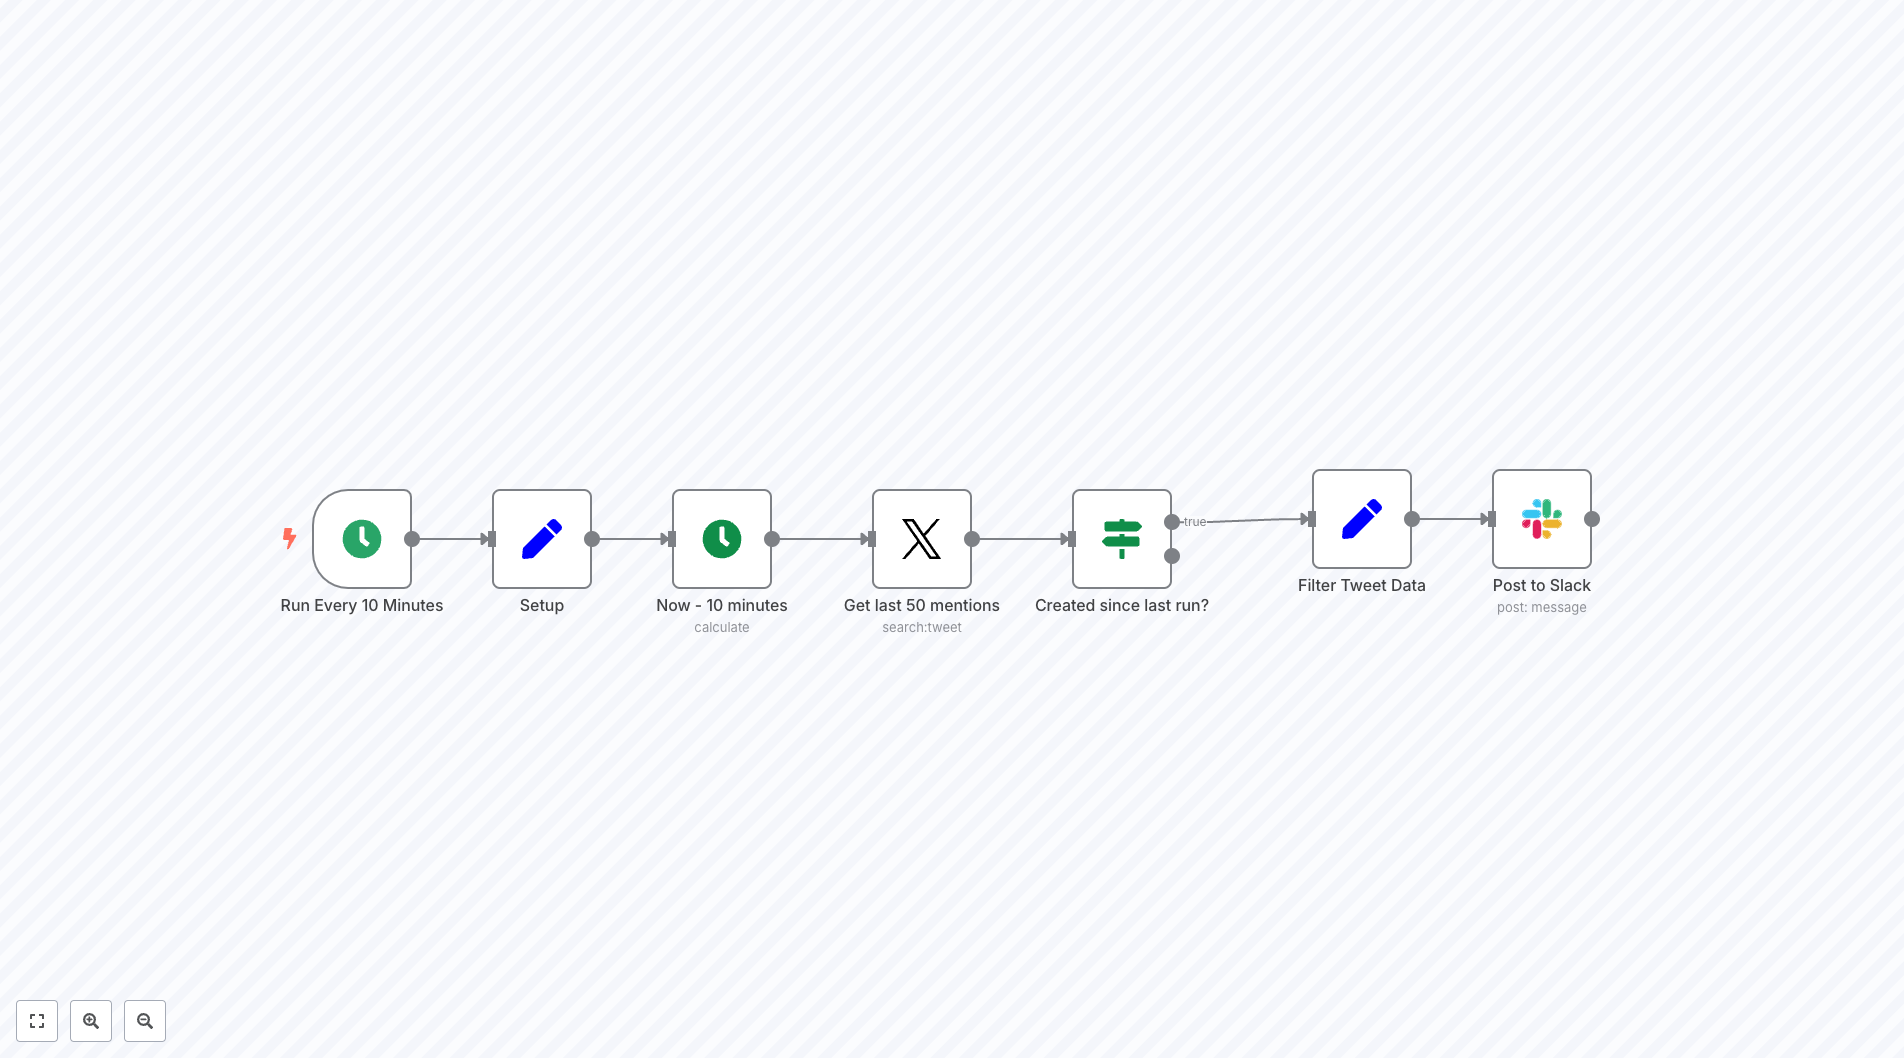 Run Every 10 Minutes
Setup
Now - 10 minutes
calculate
Get last 50 mentions
search:tweet
Created since last run?
true
Filter Tweet Data
Post to Slack
post: message